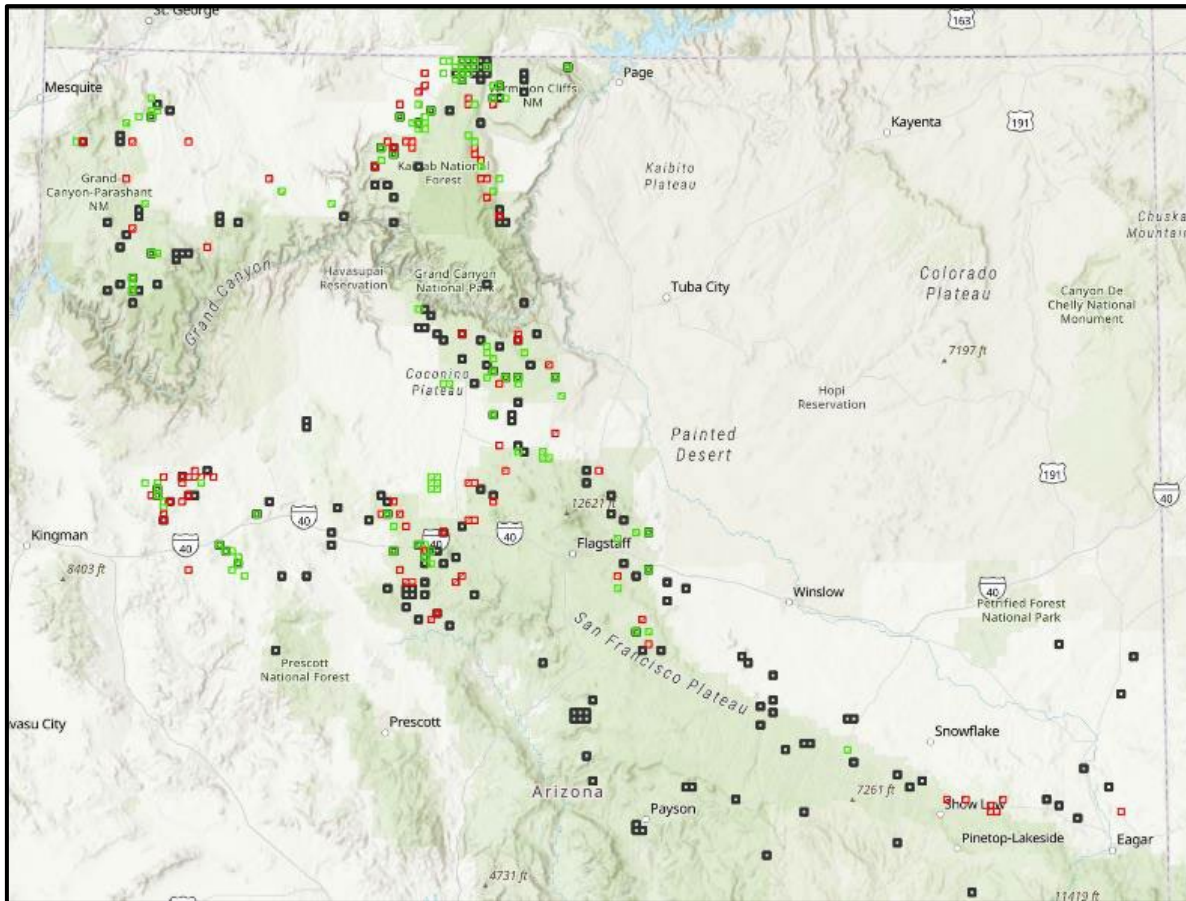 St. George
163
Mesquite
Page
Vermilion Cliffs
NM
Kayenta
191
Kaibab National
Forest
Kaibito
Plateau
Grand
Canyon-Parashant
NM
Chuska
Mountain
Grand Canyon
Havasupai
Reservation
Grand Canyon
National Park
Tuba City
Colorado
Plateau
Canyon De
Chelly National
Monument
7197 ft
Coconino
Plateau
Hopi
Reservation
Painted
Desert
191
40
12621 ft
40
40
40
40
Kingman
Flagstaff
8403 ft
Winslow
40
Petrified Forest
National Park
San Francisco Plateau
Prescott
National Forest
vasu City
Prescott
Snowflake
Arizona
7261 ft
Payson
Show Low
Pinetop-Lakeside
Eagar
4731 ft
11419 ft